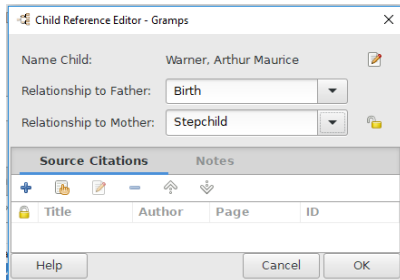 Child Reference Editor - Gramps
Name Child: Warner, Arthur Maurice
Relationship to Father: Birth
Relationship to Mother: Stepchild
Source Citations Notes
Title Author Page ID
Help Cancel OK